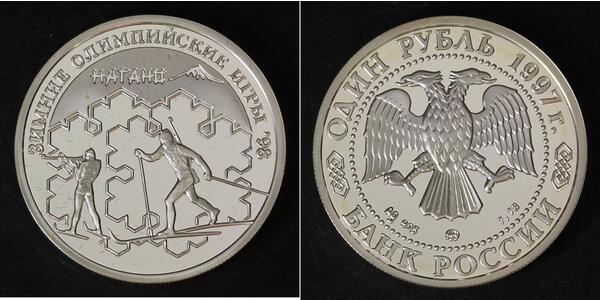 ЗИМНИЕ ОЛИМПИЙСКИЕ ИГРЫ '98
НАГАНО
ОДИН РУБЛЬ 1997 г.
БАНК РОССИИ